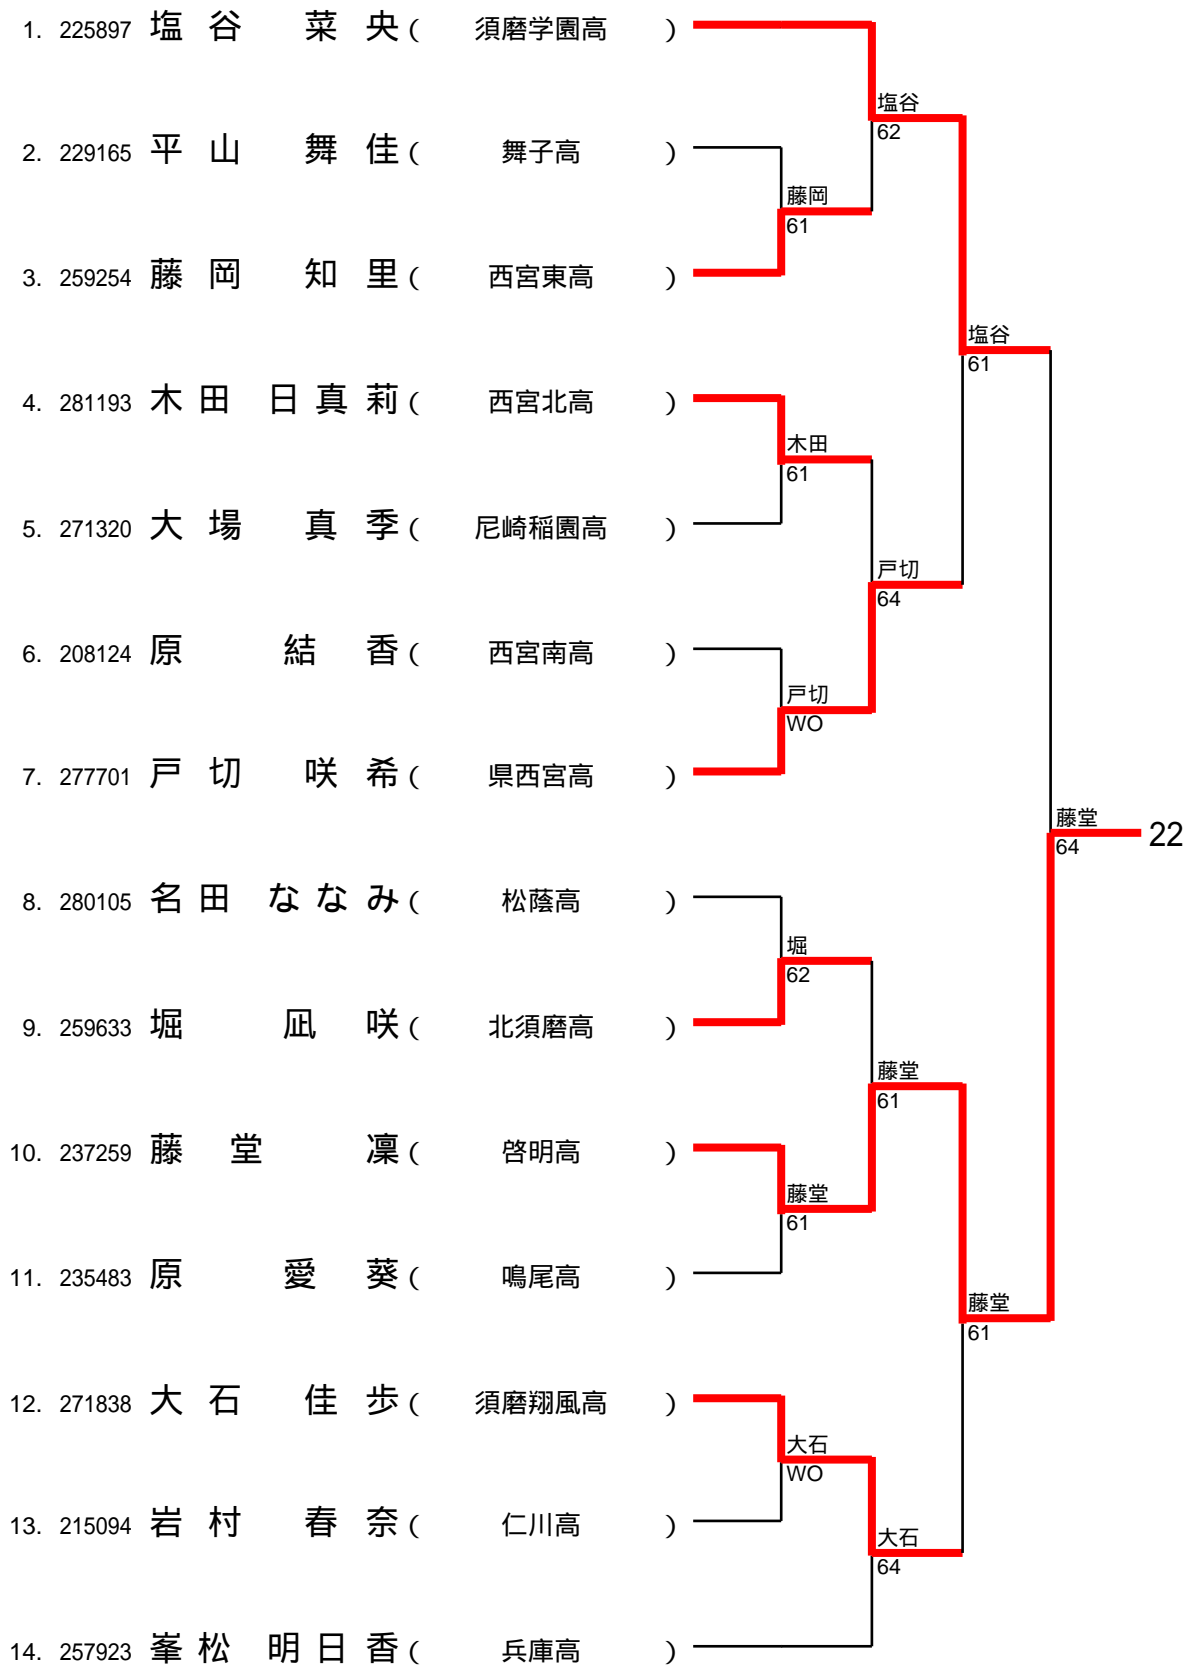 1. 225897 塩谷 菜央 ( 須磨学園高 )
塩谷
62
2. 229165 平山 舞佳 ( 舞子高 )
藤岡
61
3. 259254 藤岡 知里 ( 西宮東高 )
塩谷
61
4. 281193 木田 日真莉 ( 西宮北高 )
木田
61
5. 271320 大場 真季 ( 尼崎稲園高 )
戸切
64
6. 208124 原 結香 ( 西宮南高 )
戸切
WO
7. 277701 戸切 咲希 ( 県西宮高 )
藤堂
64
22
8. 280105 名田 ななみ ( 松蔭高 )
堀
62
9. 259633 堀 凪咲 ( 北須磨高 )
藤堂
61
10. 237259 藤堂 凜 ( 啓明高 )
藤堂
61
11. 235483 原 愛葵 ( 鳴尾高 )
藤堂
61
12. 271838 大石 佳歩 ( 須磨翔風高 )
大石
WO
13. 215094 岩村 春奈 ( 仁川高 )
大石
64
14. 257923 峯松 明日香 ( 兵庫高 )